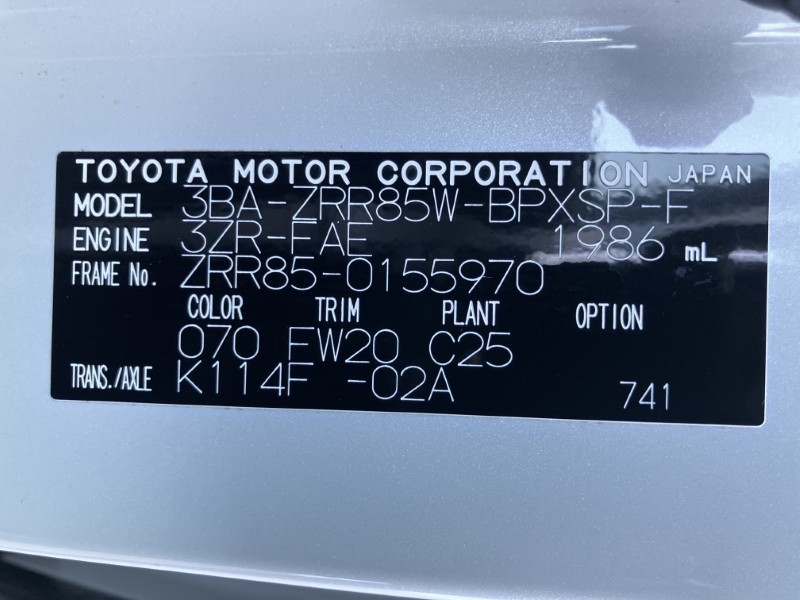 TOYOTA MOTOR CORPORATION JAPAN
MODEL 3BA-ZRR85W-BPXSP-F
ENGINE 3ZR-FAE 1986 mL
FRAME No. ZRR85-0155970
COLOR TRIM PLANT OPTION
070 FW20 C25
TRANS./AXLE K114F -02A 741